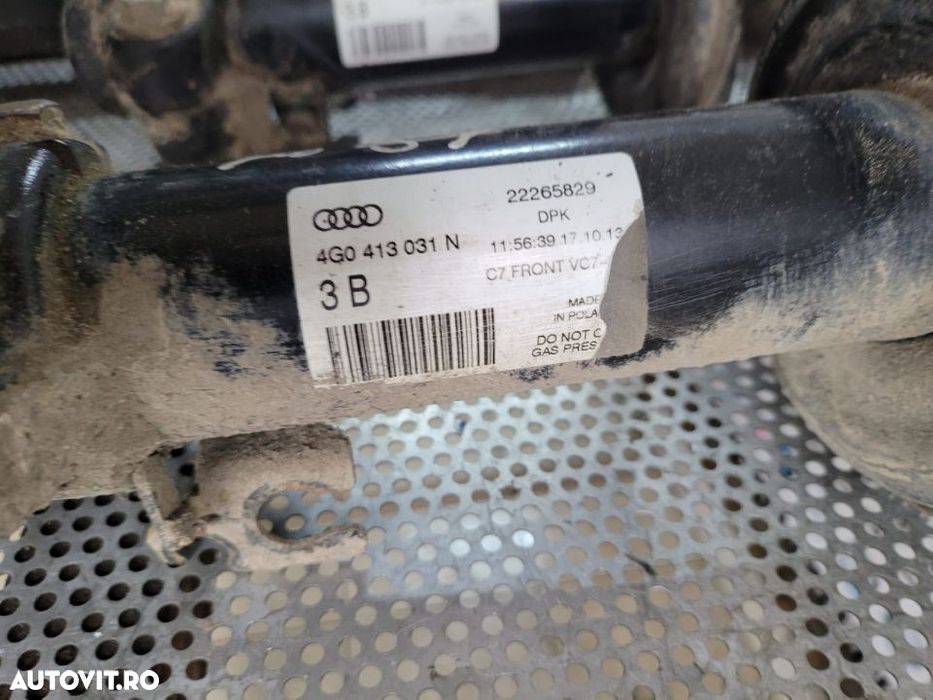 3 B
22265829
DPK
4G0 413 031 N
11:56:39 17.10.13
3 B
C7 FRONT VC7
MADE
IN POLA
DO NOT
GAS PRES
AUTOVIT.RO